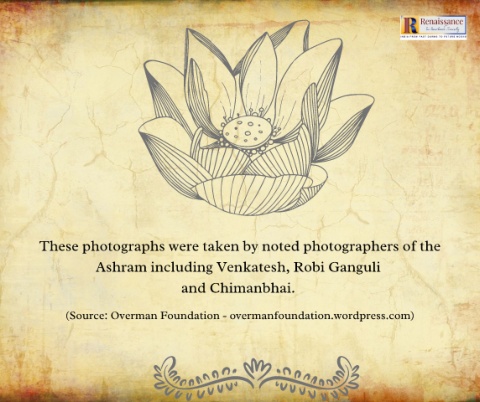 Renaissance
These photographs were taken by noted photographers of the
Ashram including Venkatesh, Robi Ganguli
and Chimanbhai.
(Source: Overman Foundation - overmanfoundation.wordpress.com)